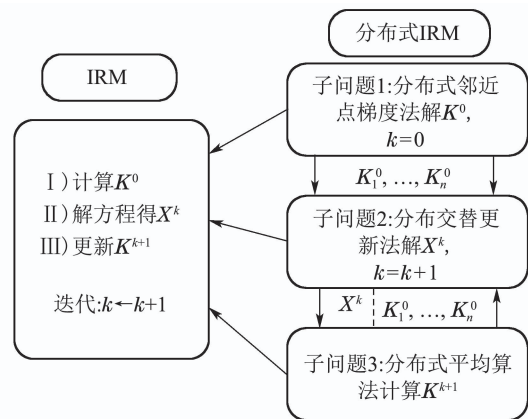 IRM
Ⅰ)计算K⁰
Ⅱ)解方程得Xᵏ
Ⅲ)更新Kᵏ⁺¹
迭代:k←k+1
分布式IRM
子问题1:分布式邻近
点梯度法解K⁰,
k=0
K₁⁰, …, Kₙ⁰
子问题2:分布交替更
新法解Xᵏ,
k=k+1
Xᵏ K₁⁰, …, Kₙ⁰
子问题3:分布式平均算
法计算Kᵏ⁺¹